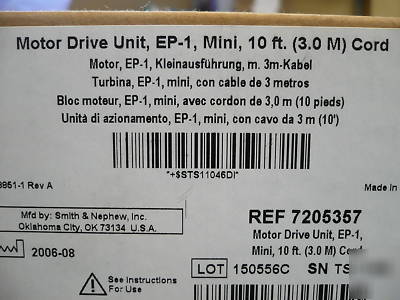 Motor Drive Unit, EP-1, Mini, 10 ft. (3.0 M) Cord
Motor, EP-1, Kleinausführung, m. 3m-Kabel
Turbina, EP-1, mini, con cable de 3 metros
Bloc moteur, EP-1, mini, avec cordon de 3,0 m (10 pieds)
Unità di azionamento, EP-1, mini, con cavo da 3 m (10')
*+$STS11046DI*
3851-1 Rev A
Made in
Mfd by: Smith & Nephew, Inc.
Oklahoma City, OK 73134 U.S.A.
REF 7205357
Motor Drive Unit, EP-1,
Mini, 10 ft. (3.0 M) Cord
2006-08
See Instructions
For Use
LOT 150556C SN TS